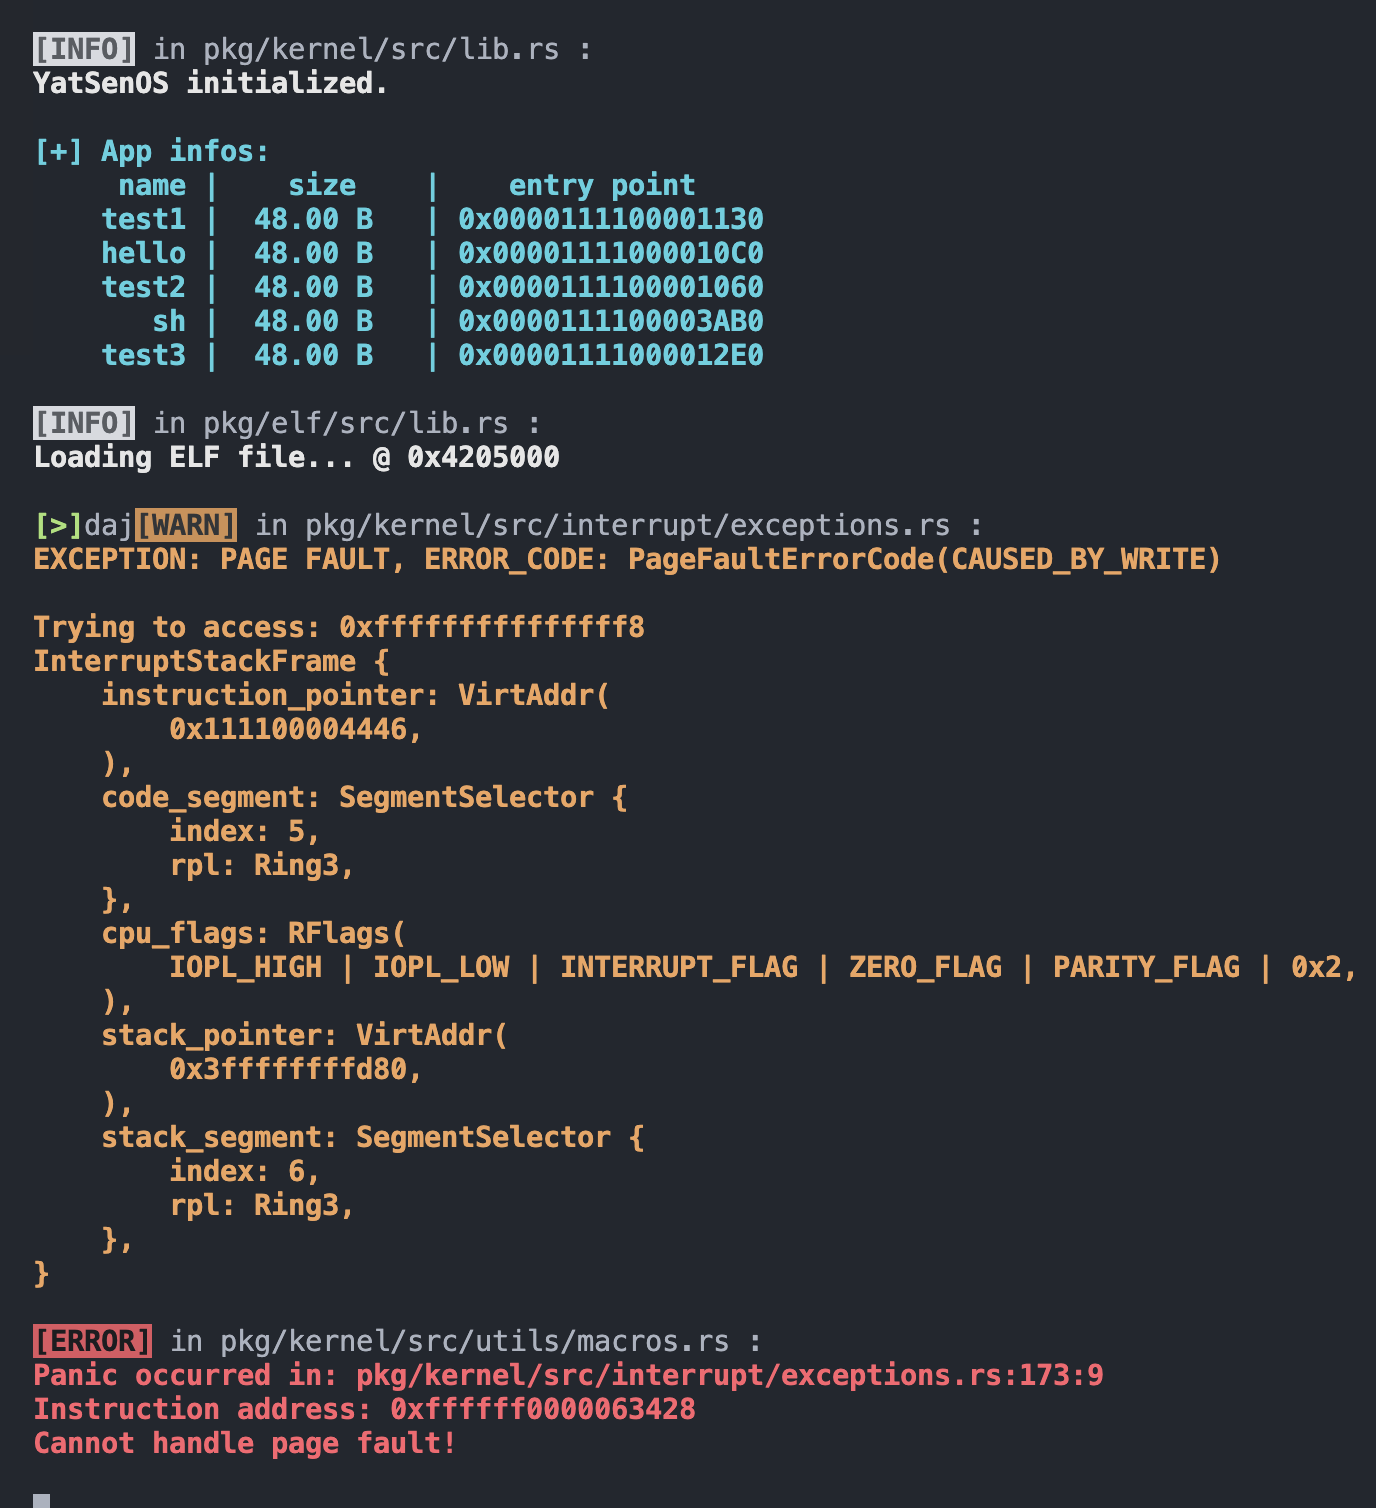 [INFO] in pkg/kernel/src/lib.rs :
YatSenOS initialized.
[+] App infos:
name | size | entry point
test1 | 48.00 B | 0x0000111100001130
hello | 48.00 B | 0x00001111000010C0
test2 | 48.00 B | 0x0000111100001060
sh | 48.00 B | 0x0000111100003AB0
test3 | 48.00 B | 0x00001111000012E0
[INFO] in pkg/elf/src/lib.rs :
Loading ELF file... @ 0x4205000
[>]daj[WARN] in pkg/kernel/src/interrupt/exceptions.rs :
EXCEPTION: PAGE FAULT, ERROR_CODE: PageFaultErrorCode(CAUSED_BY_WRITE)
Trying to access: 0xfffffffffffffff8
InterruptStackFrame {
instruction_pointer: VirtAddr(
0x111100004446,
),
code_segment: SegmentSelector {
index: 5,
rpl: Ring3,
},
cpu_flags: RFlags(
IOPL_HIGH | IOPL_LOW | INTERRUPT_FLAG | ZERO_FLAG | PARITY_FLAG | 0x2,
),
stack_pointer: VirtAddr(
0x3ffffffffd80,
),
stack_segment: SegmentSelector {
index: 6,
rpl: Ring3,
},
}
[ERROR] in pkg/kernel/src/utils/macros.rs :
Panic occurred in: pkg/kernel/src/interrupt/exceptions.rs:173:9
Instruction address: 0xffffff0000063428
Cannot handle page fault!